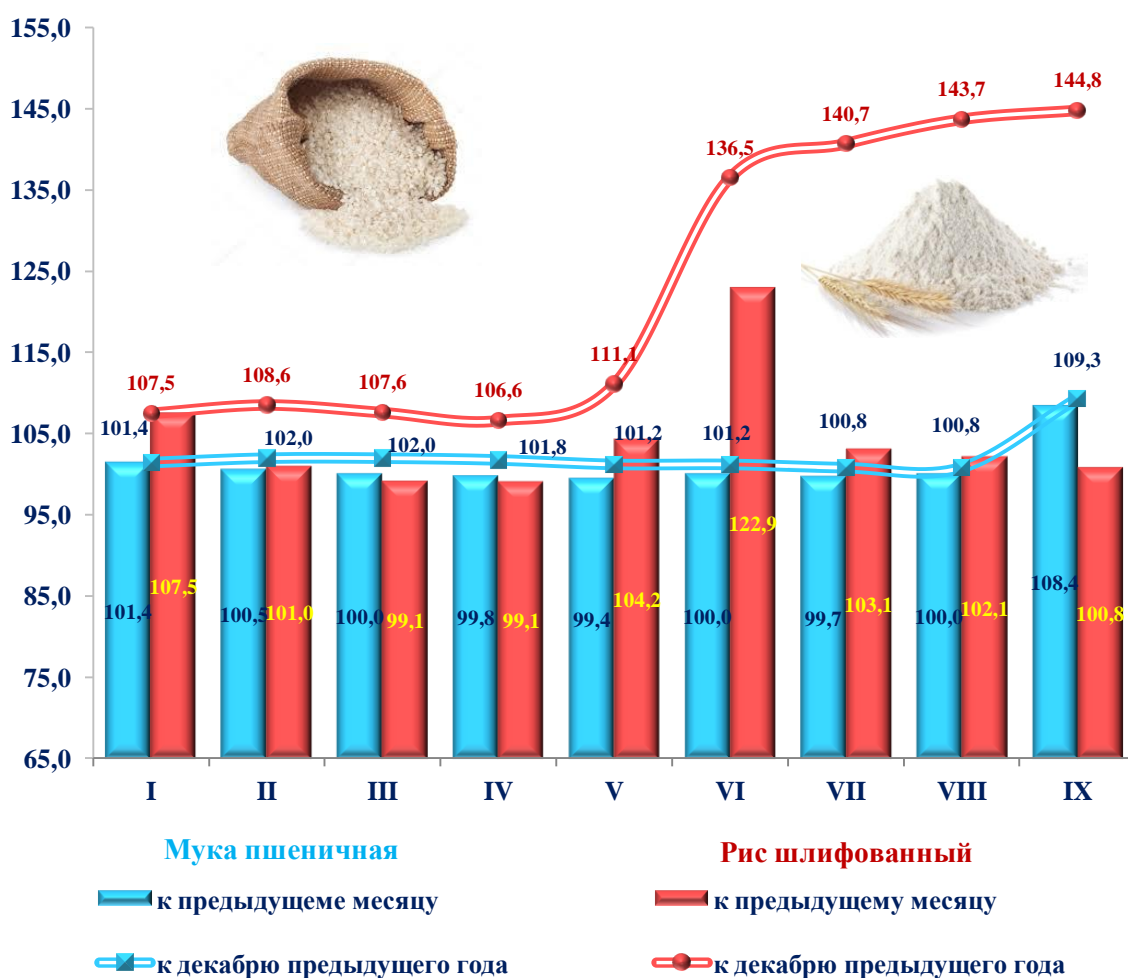 155,0
145,0
135,0
125,0
115,0
105,0
95,0
85,0
75,0
65,0
107,5 108,6 107,6 106,6 111,1 136,5 140,7 143,7 144,8
101,4 102,0 102,0 101,8 101,2 101,2 100,8 100,8 109,3
101,4 107,5 100,5 101,0 100,0 99,1 99,8 99,1 99,4 104,2 100,0 122,9 99,7 103,1 100,0 102,1 108,4 100,8
I II III IV V VI VII VIII IX
Мука пшеничная
Рис шлифованный
к предыдущеме месяцу
к предыдущему месяцу
к декабрю предыдущего года
к декабрю предыдущего года